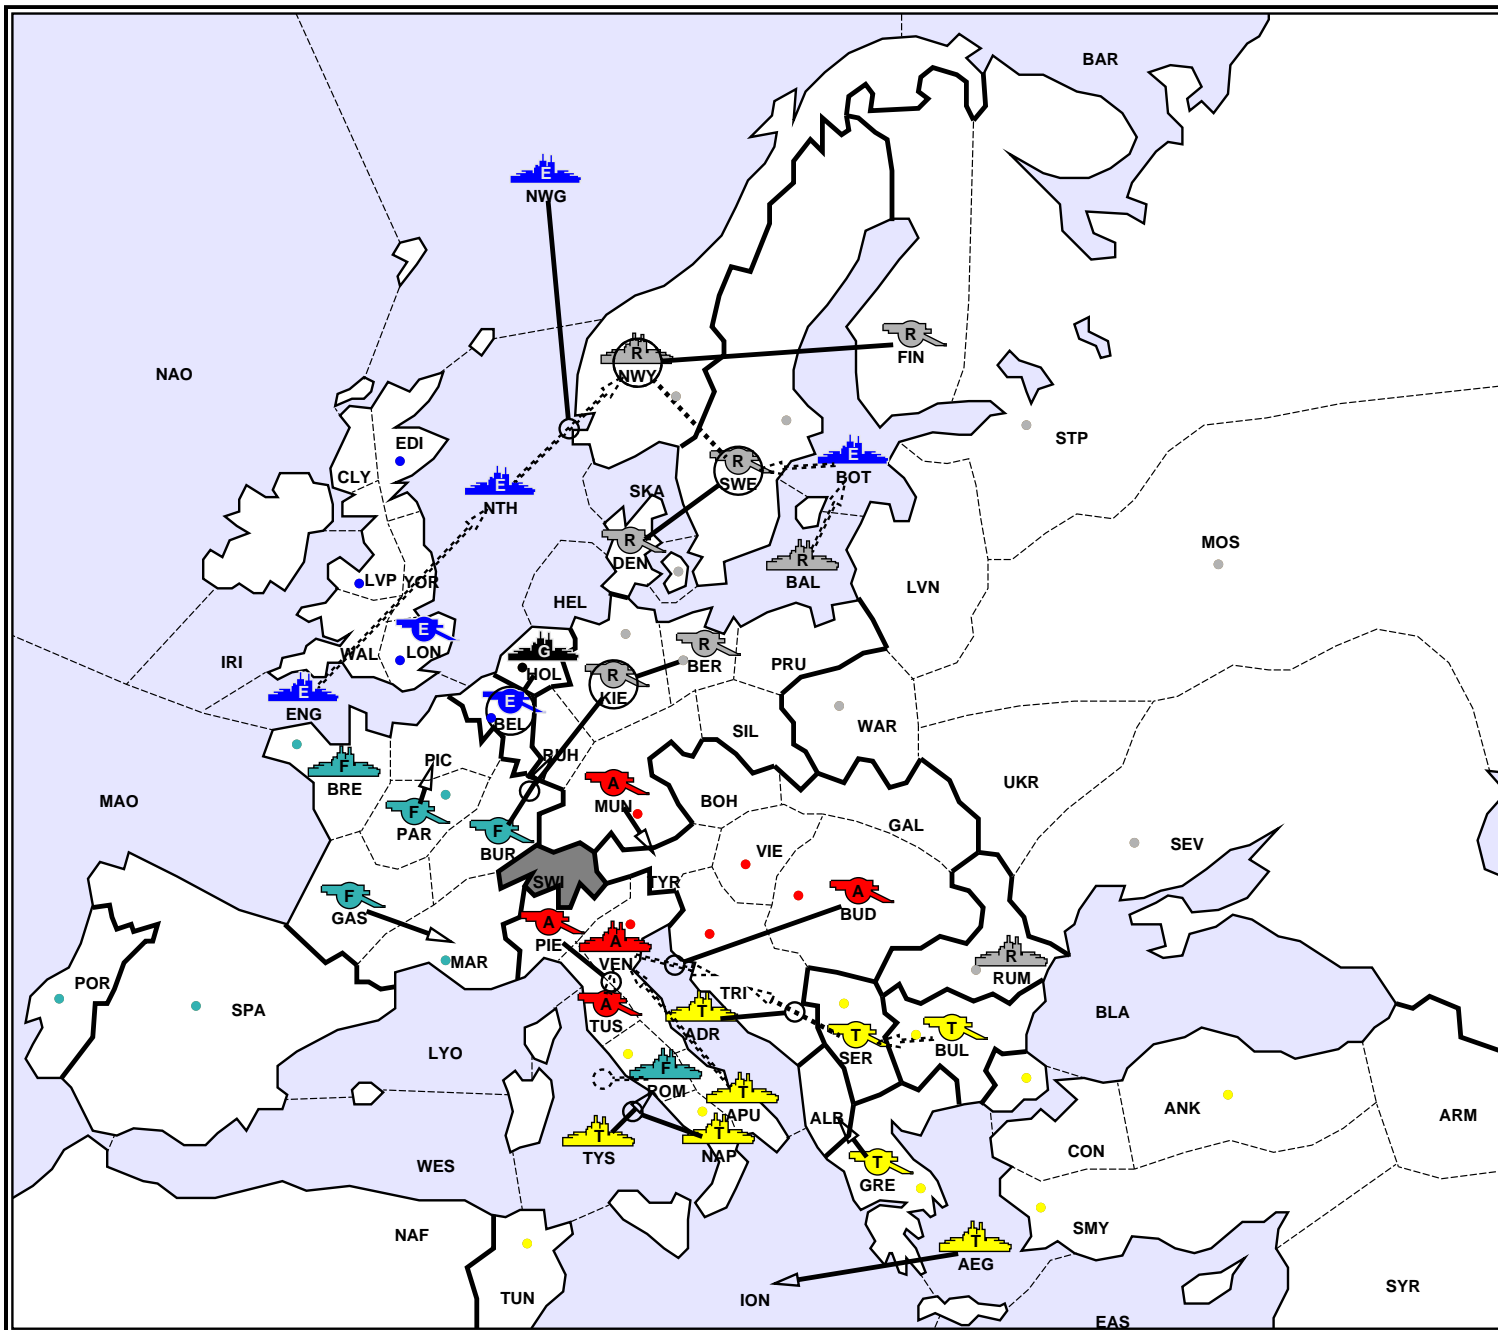 BAR
E
NWG
R
NWY
R
FIN
NAO
EDI
STP
CLY
R
SWE
E
BOT
E
NTH
SKA
R
DEN
MOS
R
BAL
LVP
YOR
LVN
HEL
E
LON
G
HOL
R
BER
IRI
WAL
PRU
R
KIE
E
ENG
E
BEL
WAR
SIL
PIC
RUH
F
BRE
A
MUN
BOH
UKR
MAO
F
PAR
GAL
F
BUR
VIE
SEV
SWI
TYR
A
BUD
F
GAS
A
PIE
A
VEN
MAR
R
RUM
POR
SPA
TRI
A
TUS
T
ADR
BLA
T
SER
T
BUL
LYO
F
ROM
T
APU
ALB
ANK
ARM
T
TYS
T
NAP
CON
WES
T
GRE
NAF
SMY
T
AEG
TUN
ION
SYR
EAS